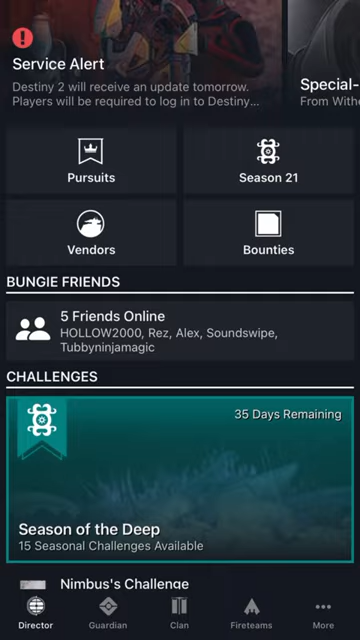 Service Alert
Destiny 2 will receive an update tomorrow.
Players will be required to log in to Destiny...
Special-
From Withe
Pursuits
Season 21
Vendors
Bounties
BUNGIE FRIENDS
5 Friends Online
HOLLOW2000, Rez, Alex, Soundswipe,
Tubbyninjamagic
CHALLENGES
35 Days Remaining
Season of the Deep
15 Seasonal Challenges Available
Nimbus's Challenge
Director
Guardian
Clan
Fireteams
More